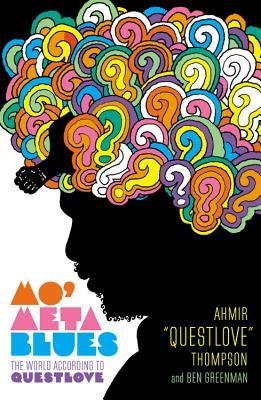 MO'
META
BLUES
THE WORLD ACCORDING TO
QUESTLOVE
AHMIR
"QUESTLOVE"
THOMPSON
and BEN GREENMAN